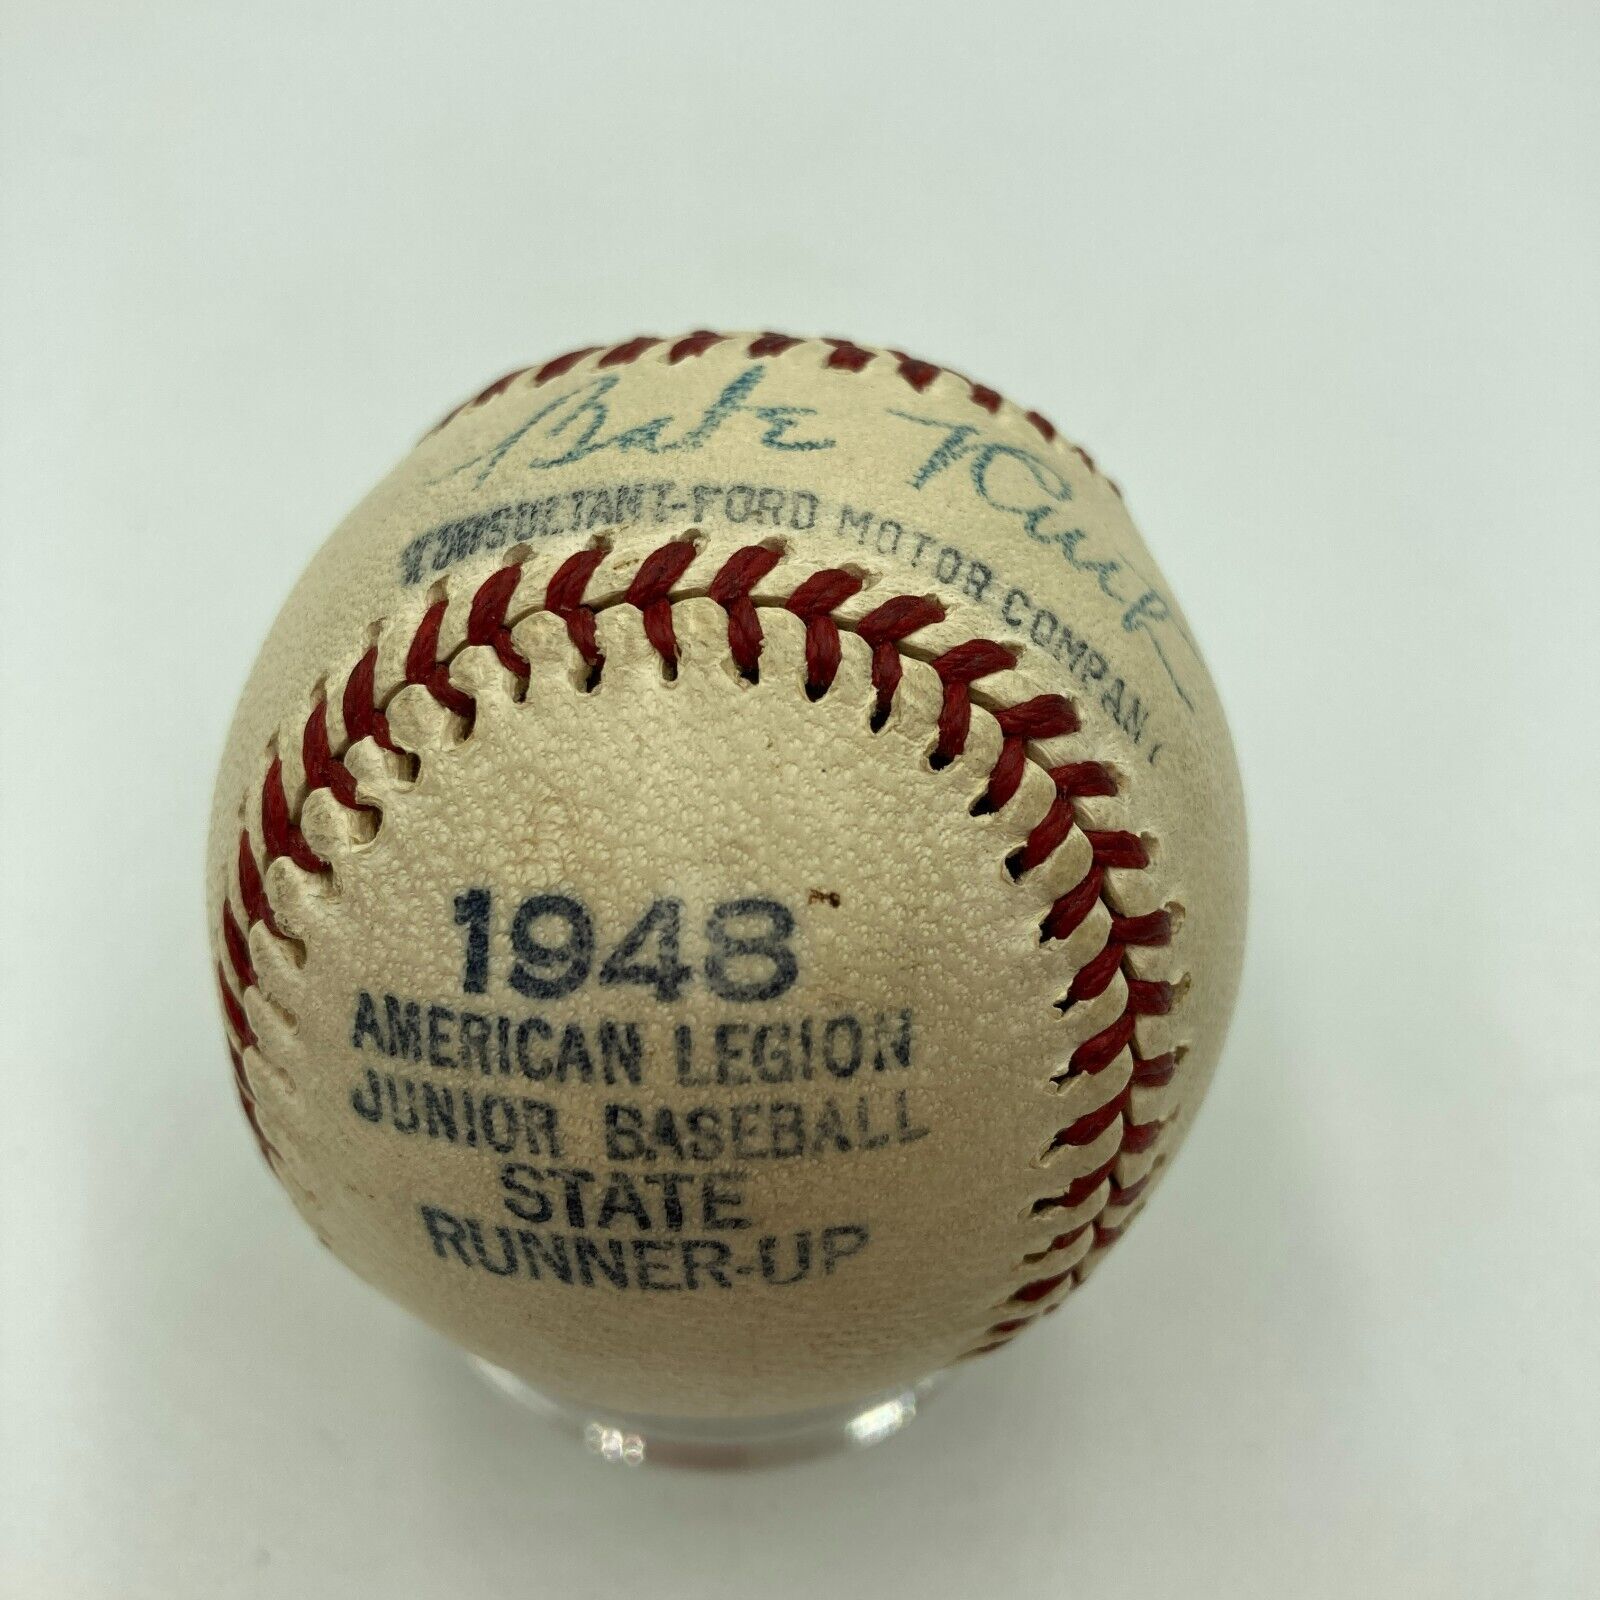 Babe Ruth
CONSULTANT-FORD MOTOR COMPANY
1948
AMERICAN LEGION
JUNIOR BASEBALL
STATE
RUNNER-UP